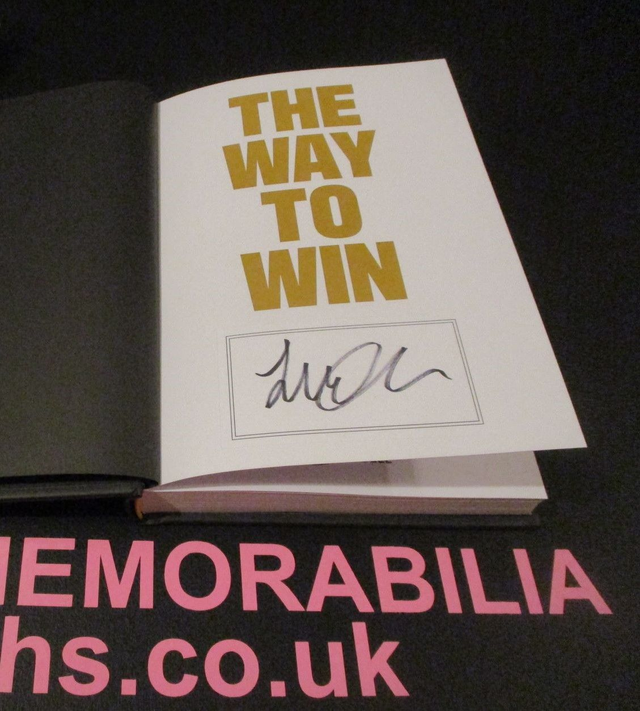 THE
WAY
TO
WIN
MEMORABILIA
hs.co.uk